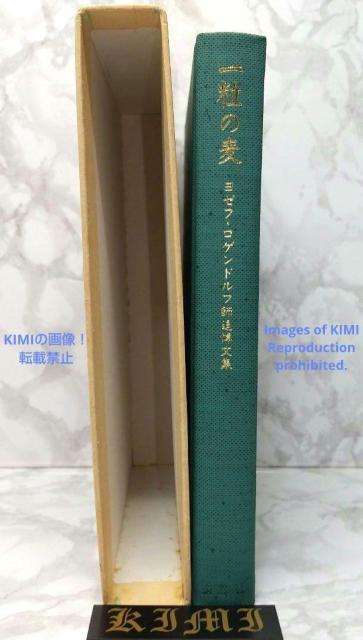 一粒の麦
ヨゼフ・ロゲンドルフ師追悼文集
KIMIの画像！
転載禁止
Images of KIMI
Reproduction
prohibited.
KIMI